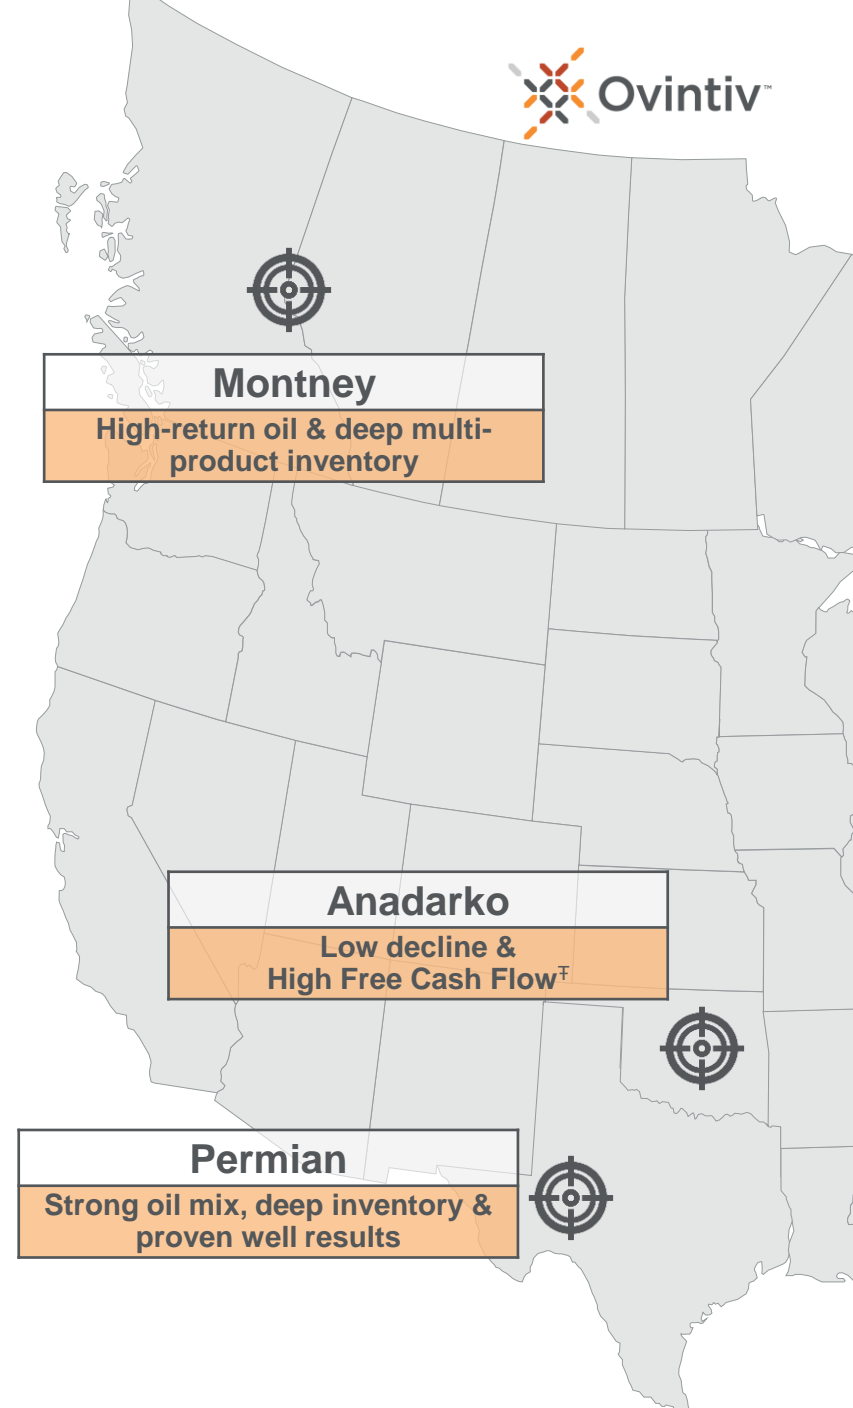 Ovintiv™
Montney
High-return oil & deep multi-
product inventory
Anadarko
Low decline &
High Free Cash Flow Ŧ
Permian
Strong oil mix, deep inventory &
proven well results